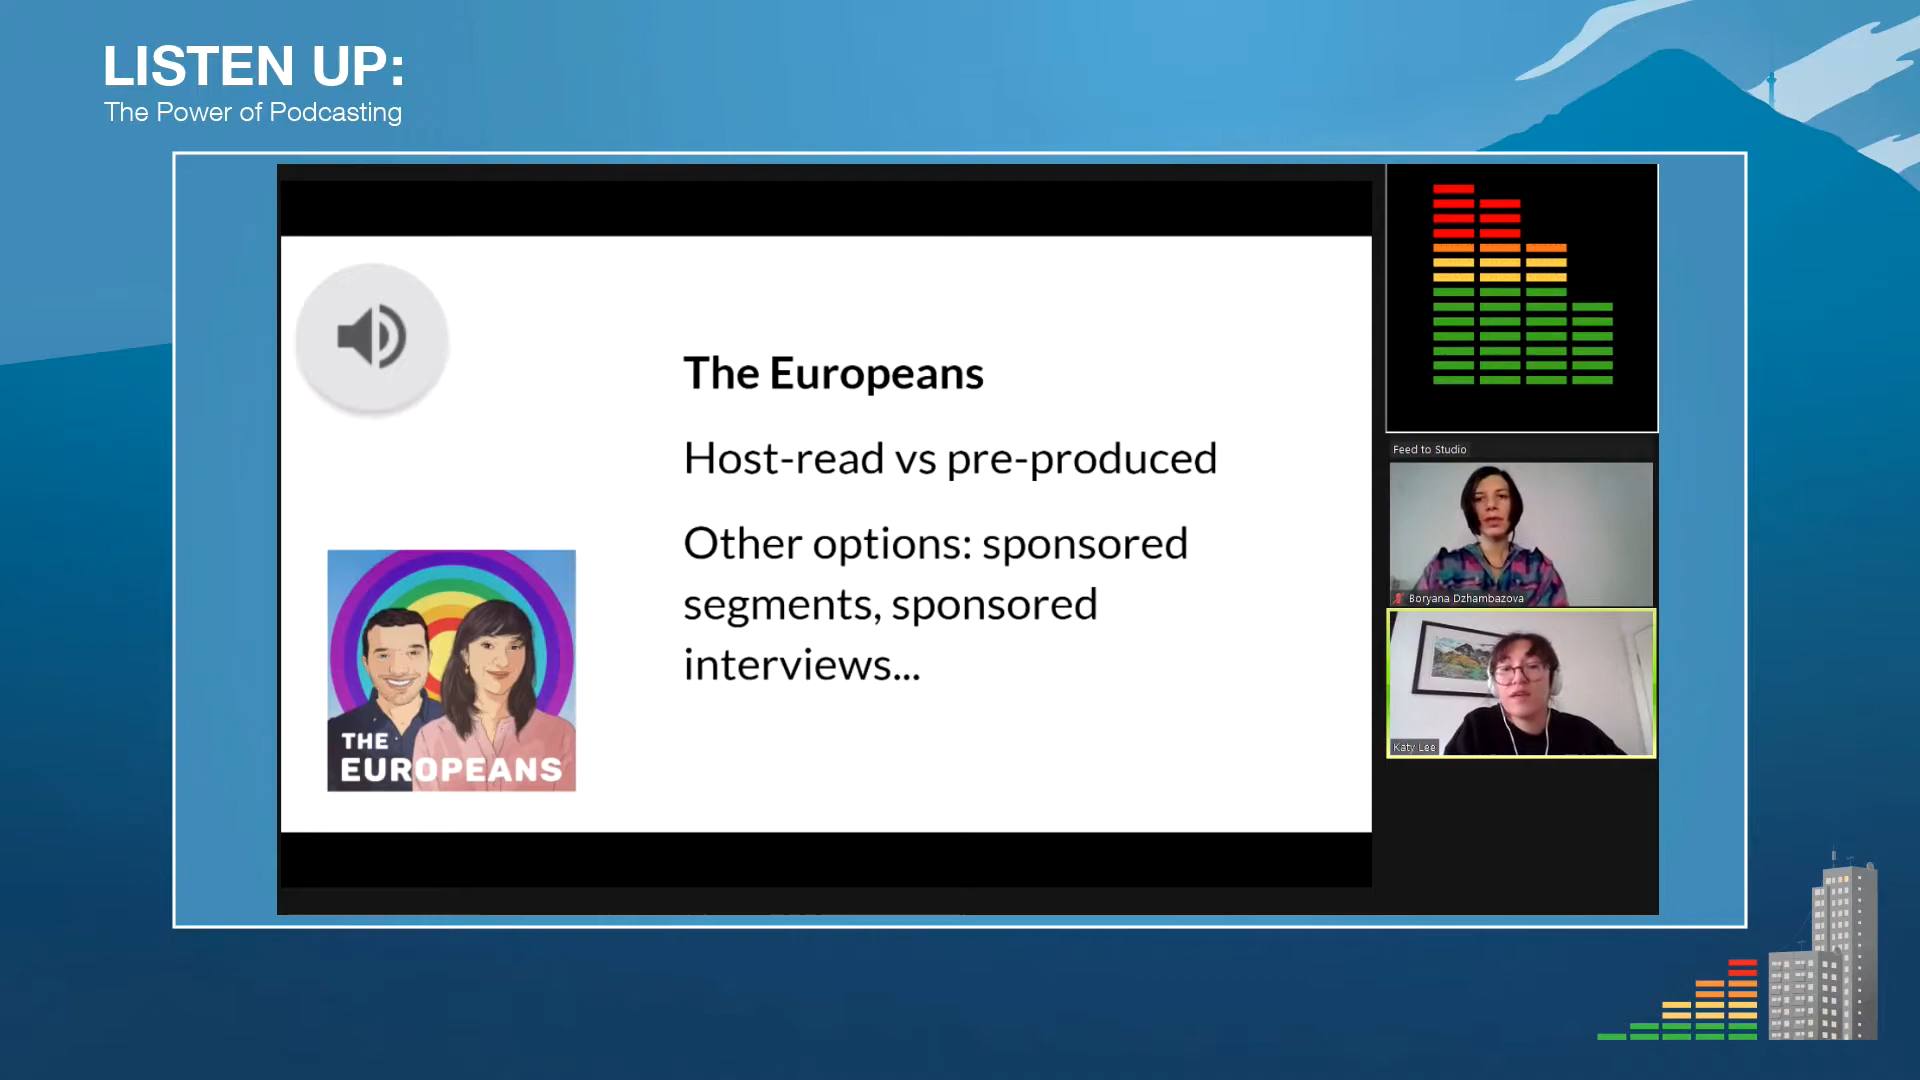 LISTEN UP:
The Power of Podcasting
The Europeans
Host-read vs pre-produced
Other options: sponsored
segments, sponsored
interviews...
THE
EUROPEANS
Feed to Studio
Boryana Dzhambazova
Katy Lee